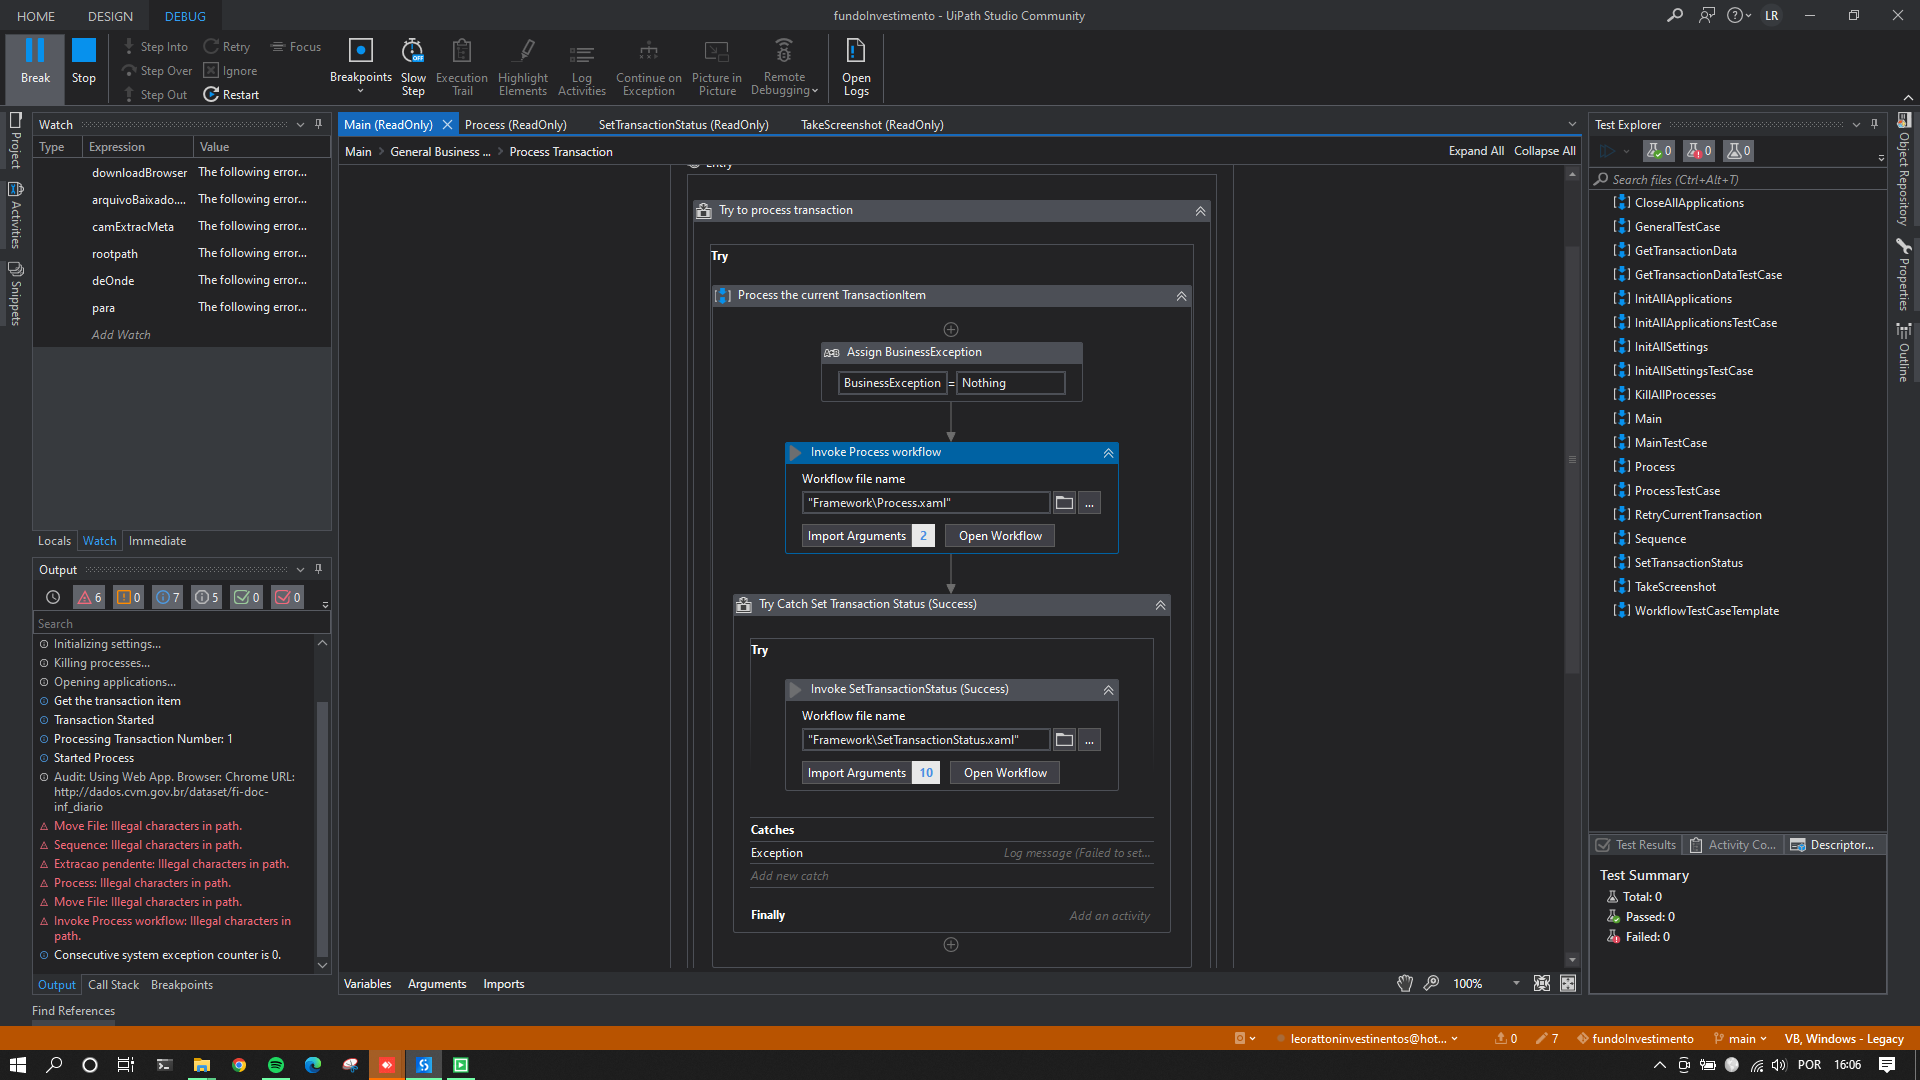 HOME DESIGN DEBUG
fundoInvestimento - UiPath Studio Community
LR
Break
Stop
Step Into
Step Over
Step Out
Retry
Ignore
Restart
Focus
Breakpoints
Slow Step
Execution Trail
Highlight Elements
Log Activities
Continue on Exception
Picture in Picture
Remote Debugging
Open Logs
Project
Activities
Snippets
Watch
Type Expression Value
downloadBrowser The following error...
arquivoBaixado.... The following error...
camExtracMeta The following error...
rootpath The following error...
deOnde The following error...
para The following error...
Add Watch
Locals Watch Immediate
Output
6 0 7 5 0 0
Search
Initializing settings...
Killing processes...
Opening applications...
Get the transaction item
Transaction Started
Processing Transaction Number: 1
Started Process
Audit: Using Web App. Browser: Chrome URL:
http://dados.cvm.gov.br/dataset/fi-doc-
inf_diario
Move File: Illegal characters in path.
Sequence: Illegal characters in path.
Extracao pendente: Illegal characters in path.
Process: Illegal characters in path.
Move File: Illegal characters in path.
Invoke Process workflow: Illegal characters in
path.
Consecutive system exception counter is 0.
Output Call Stack Breakpoints
Find References
Main (ReadOnly) Process (ReadOnly) SetTransactionStatus (ReadOnly) TakeScreenshot (ReadOnly)
Main > General Business ... > Process Transaction
Expand All Collapse All
Entry
Try to process transaction
Try
Process the current TransactionItem
Assign BusinessException
BusinessException = Nothing
Invoke Process workflow
Workflow file name
"Framework\Process.xaml"
...
Import Arguments 2 Open Workflow
Try Catch Set Transaction Status (Success)
Try
Invoke SetTransactionStatus (Success)
Workflow file name
"Framework\SetTransactionStatus.xaml"
...
Import Arguments 10 Open Workflow
Catches
Exception Log message (Failed to set...
Add new catch
Finally Add an activity
Variables Arguments Imports
100%
Test Explorer
0 0 0
Search files (Ctrl+Alt+T)
CloseAllApplications
GeneralTestCase
GetTransactionData
GetTransactionDataTestCase
InitAllApplications
InitAllApplicationsTestCase
InitAllSettings
InitAllSettingsTestCase
KillAllProcesses
Main
MainTestCase
Process
ProcessTestCase
RetryCurrentTransaction
Sequence
SetTransactionStatus
TakeScreenshot
WorkflowTestCaseTemplate
Test Results Activity Co... Descriptor...
Test Summary
Total: 0
Passed: 0
Failed: 0
Object Repository
Properties
Outline
leorattoninvestinentos@hot... 0 7 fundoInvestimento main VB, Windows - Legacy
POR 16:06